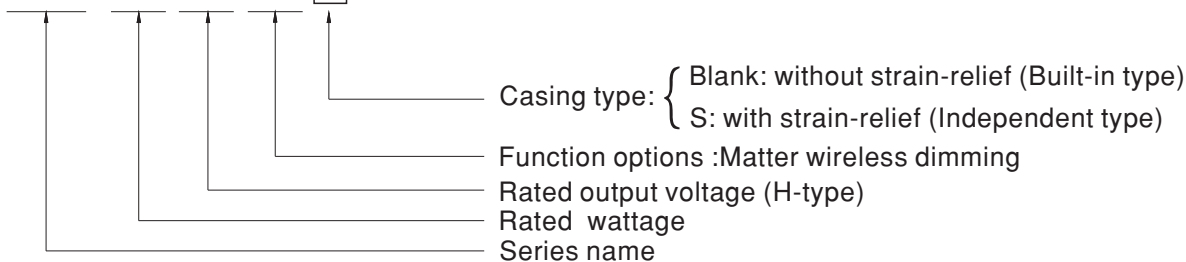 Blank: without strain-relief (Built-in type)
Casing type:
S: with strain-relief (Independent type)
Function options :Matter wireless dimming
Rated output voltage (H-type)
Rated wattage
Series name